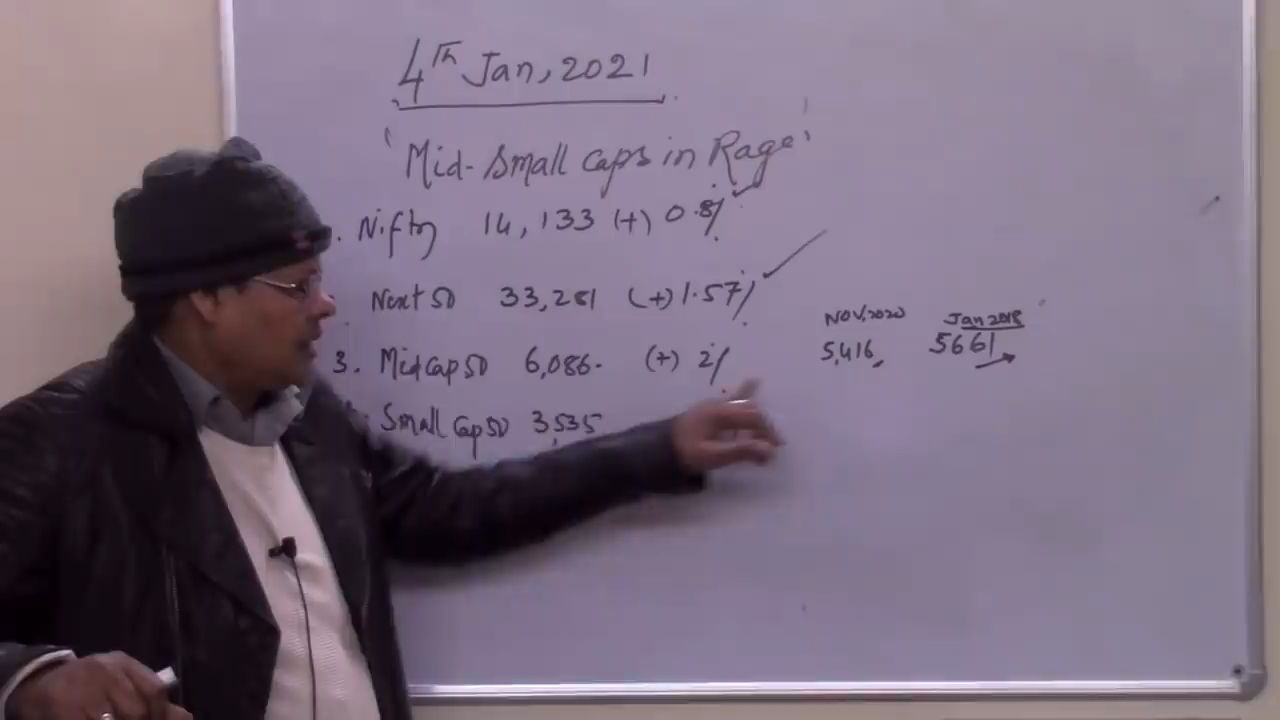 4Th Jan, 2021
'Mid-Small Caps in Rage'
. Nifty 14,133 (+) 0.8%
Next 50 33,281 (+) 1.57%
NOV,2020 Jan 2018
3. Midcap 50 6,086. (+) 2% 5,416 5661
Small Cap 50 3,535